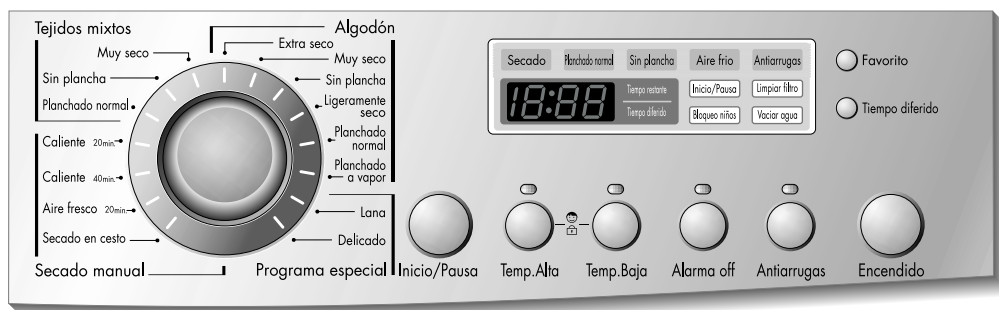 Tejidos mixtos
Muy seco
Sin plancha
Planchado normal
Caliente 20min.
Caliente 40min.
Aire fresco 20min.
Secado en cesto
Secado manual
Algodón
Extra seco
Muy seco
Sin plancha
Ligeramente
seco
Planchado
normal
Planchado
a vapor
Lana
Delicado
Programa especial
Secado Planchado normal Sin plancha Aire frio Antiarrugas
18:88
Tiempo restante
Tiempo diferido
Inicio/Pausa Limpiar filtro
Bloqueo niños Vaciar agua
Favorito
Tiempo diferido
Inicio/Pausa Temp.Alta Temp.Baja Alarma off Antiarrugas Encendido